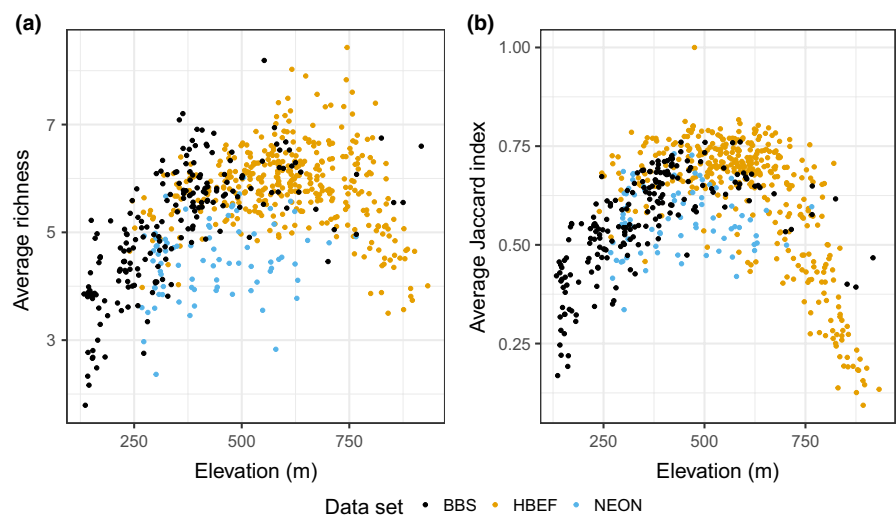 (a)
Average richness
7
5
3
250
500
750
Elevation (m)
(b)
Average Jaccard index
1.00
0.75
0.50
0.25
250
500
750
Elevation (m)
Data set BBS HBEF NEON